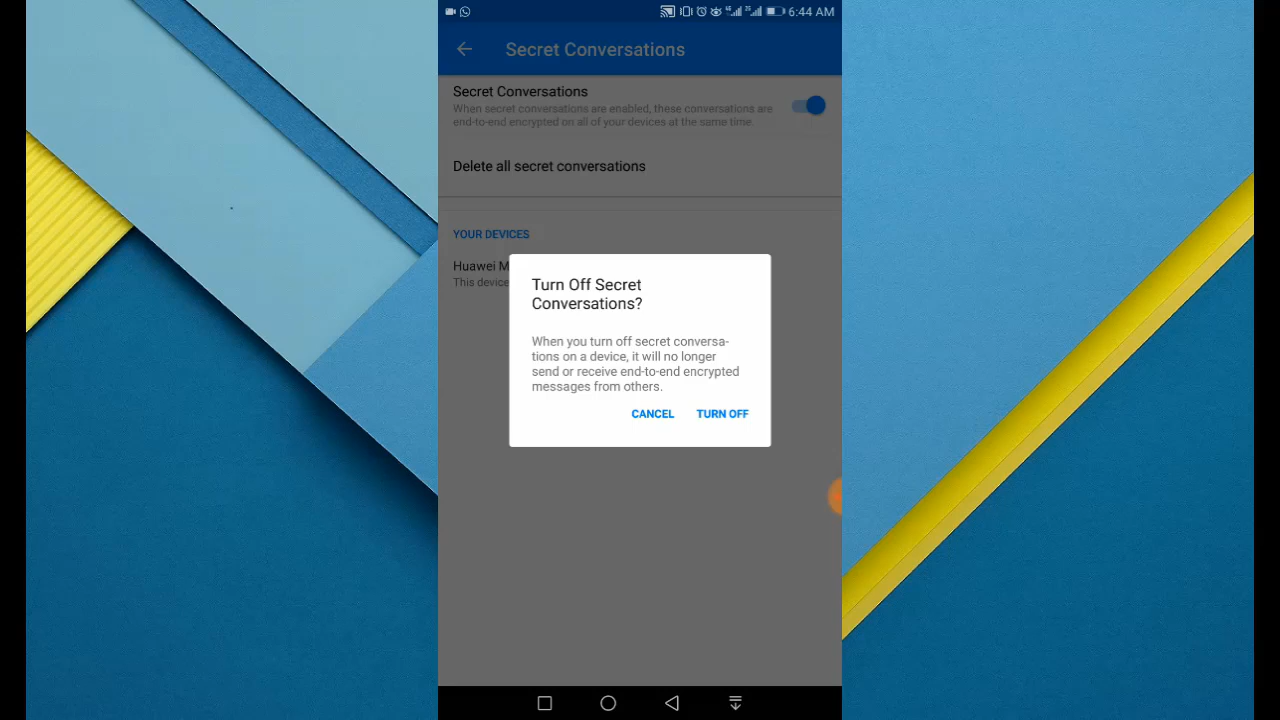 6:44 AM
Secret Conversations
Secret Conversations
When secret conversations are enabled, these conversations are
end-to-end encrypted on all of your devices at the same time.
Delete all secret conversations
YOUR DEVICES
Huawei M
This device
Turn Off Secret
Conversations?
When you turn off secret conversa-
tions on a device, it will no longer
send or receive end-to-end encrypted
messages from others.
CANCEL TURN OFF